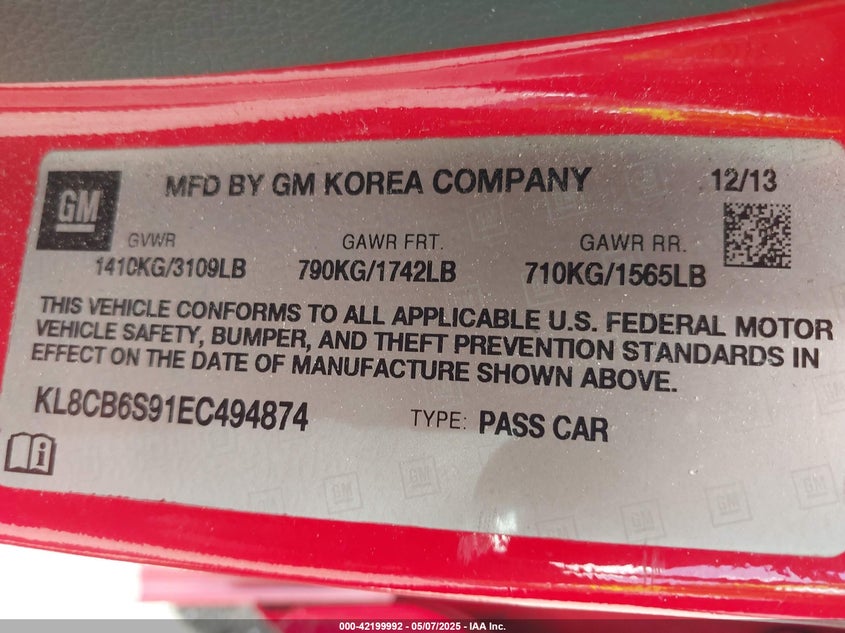 GM
MFD BY GM KOREA COMPANY 12/13
GVWR GAWR FRT. GAWR RR.
1410KG/3109LB 790KG/1742LB 710KG/1565LB
THIS VEHICLE CONFORMS TO ALL APPLICABLE U.S. FEDERAL MOTOR
VEHICLE SAFETY, BUMPER, AND THEFT PREVENTION STANDARDS IN
EFFECT ON THE DATE OF MANUFACTURE SHOWN ABOVE.
KL8CB6S91EC494874 TYPE: PASS CAR
000-42199992 - 05/07/2025 - IAA Inc.